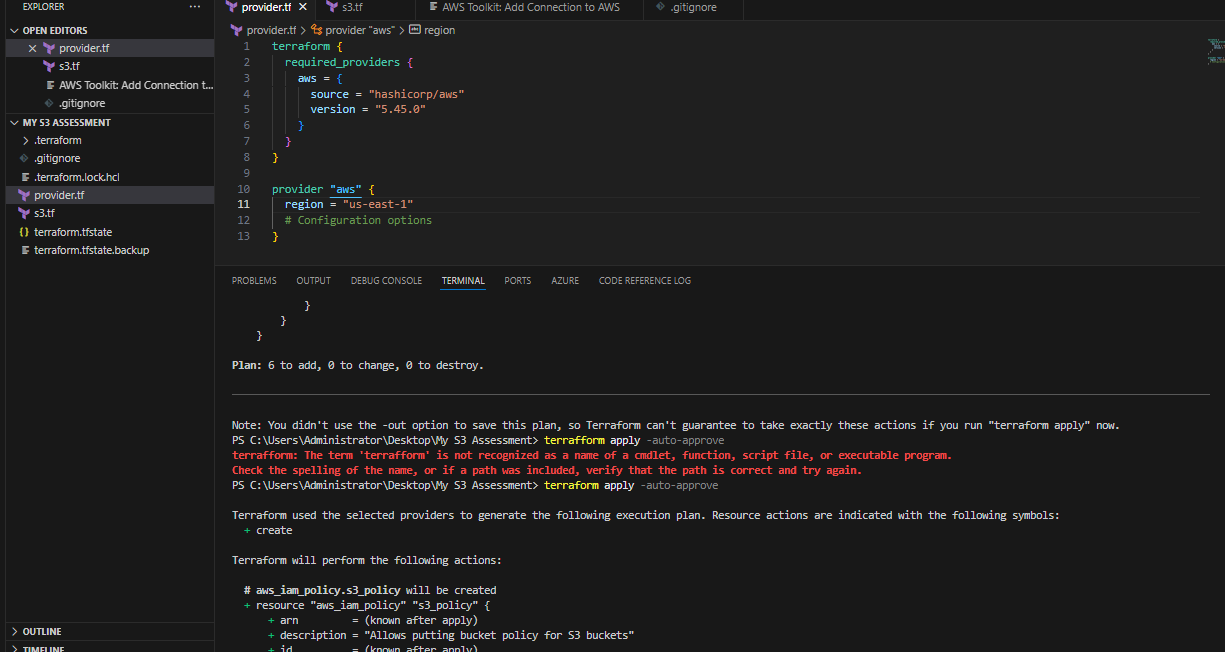 EXPLORER
···
OPEN EDITORS
provider.tf
s3.tf
AWS Toolkit: Add Connection t...
.gitignore
MY S3 ASSESSMENT
.terraform
.gitignore
.terraform.lock.hcl
provider.tf
s3.tf
terraform.tfstate
terraform.tfstate.backup
OUTLINE
TIMELINE
provider.tf
s3.tf
AWS Toolkit: Add Connection to AWS
.gitignore
provider.tf > provider "aws" > region
1 terraform {
2 required_providers {
3 aws = {
4 source = "hashicorp/aws"
5 version = "5.45.0"
6 }
7 }
8 }
9
10 provider "aws" {
11 region = "us-east-1"
12 # Configuration options
13 }
PROBLEMS OUTPUT DEBUG CONSOLE TERMINAL PORTS AZURE CODE REFERENCE LOG
}
}
}
Plan: 6 to add, 0 to change, 0 to destroy.
Note: You didn't use the -out option to save this plan, so Terraform can't guarantee to take exactly these actions if you run "terraform apply" now.
PS C:\Users\Administrator\Desktop\My S3 Assessment> terrafform apply -auto-approve
terrafform: The term 'terrafform' is not recognized as a name of a cmdlet, function, script file, or executable program.
Check the spelling of the name, or if a path was included, verify that the path is correct and try again.
PS C:\Users\Administrator\Desktop\My S3 Assessment> terraform apply -auto-approve
Terraform used the selected providers to generate the following execution plan. Resource actions are indicated with the following symbols:
+ create
Terraform will perform the following actions:
# aws_iam_policy.s3_policy will be created
+ resource "aws_iam_policy" "s3_policy" {
+ arn = (known after apply)
+ description = "Allows putting bucket policy for S3 buckets"
+ id = (known after apply)